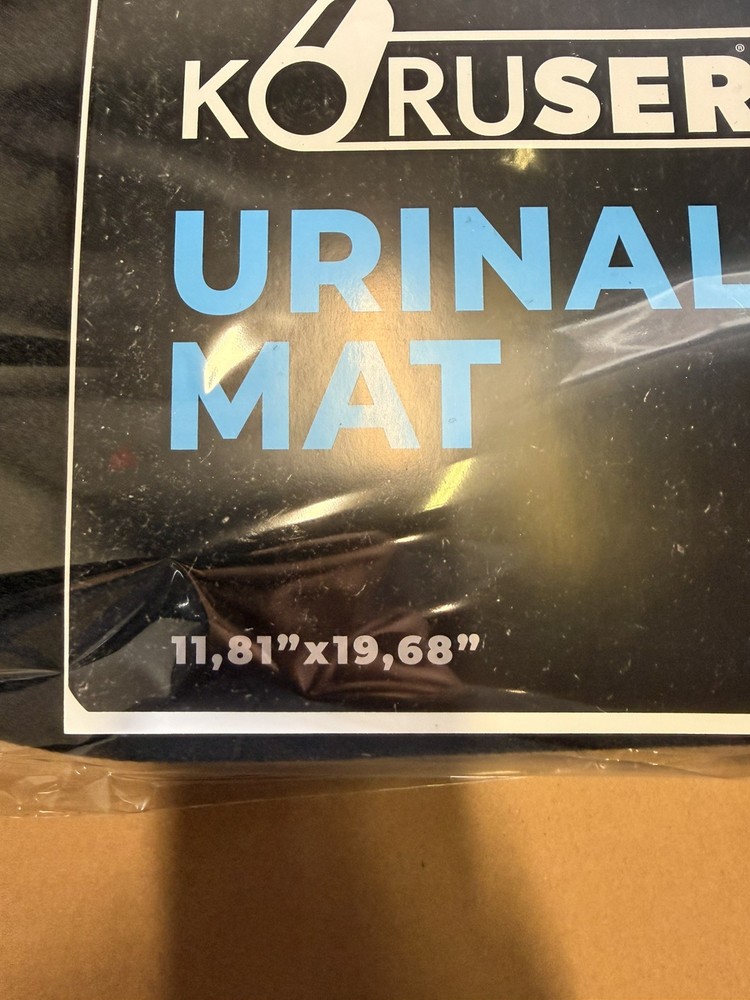 KORUSER®
URINAL
MAT
11,81”x19,68”